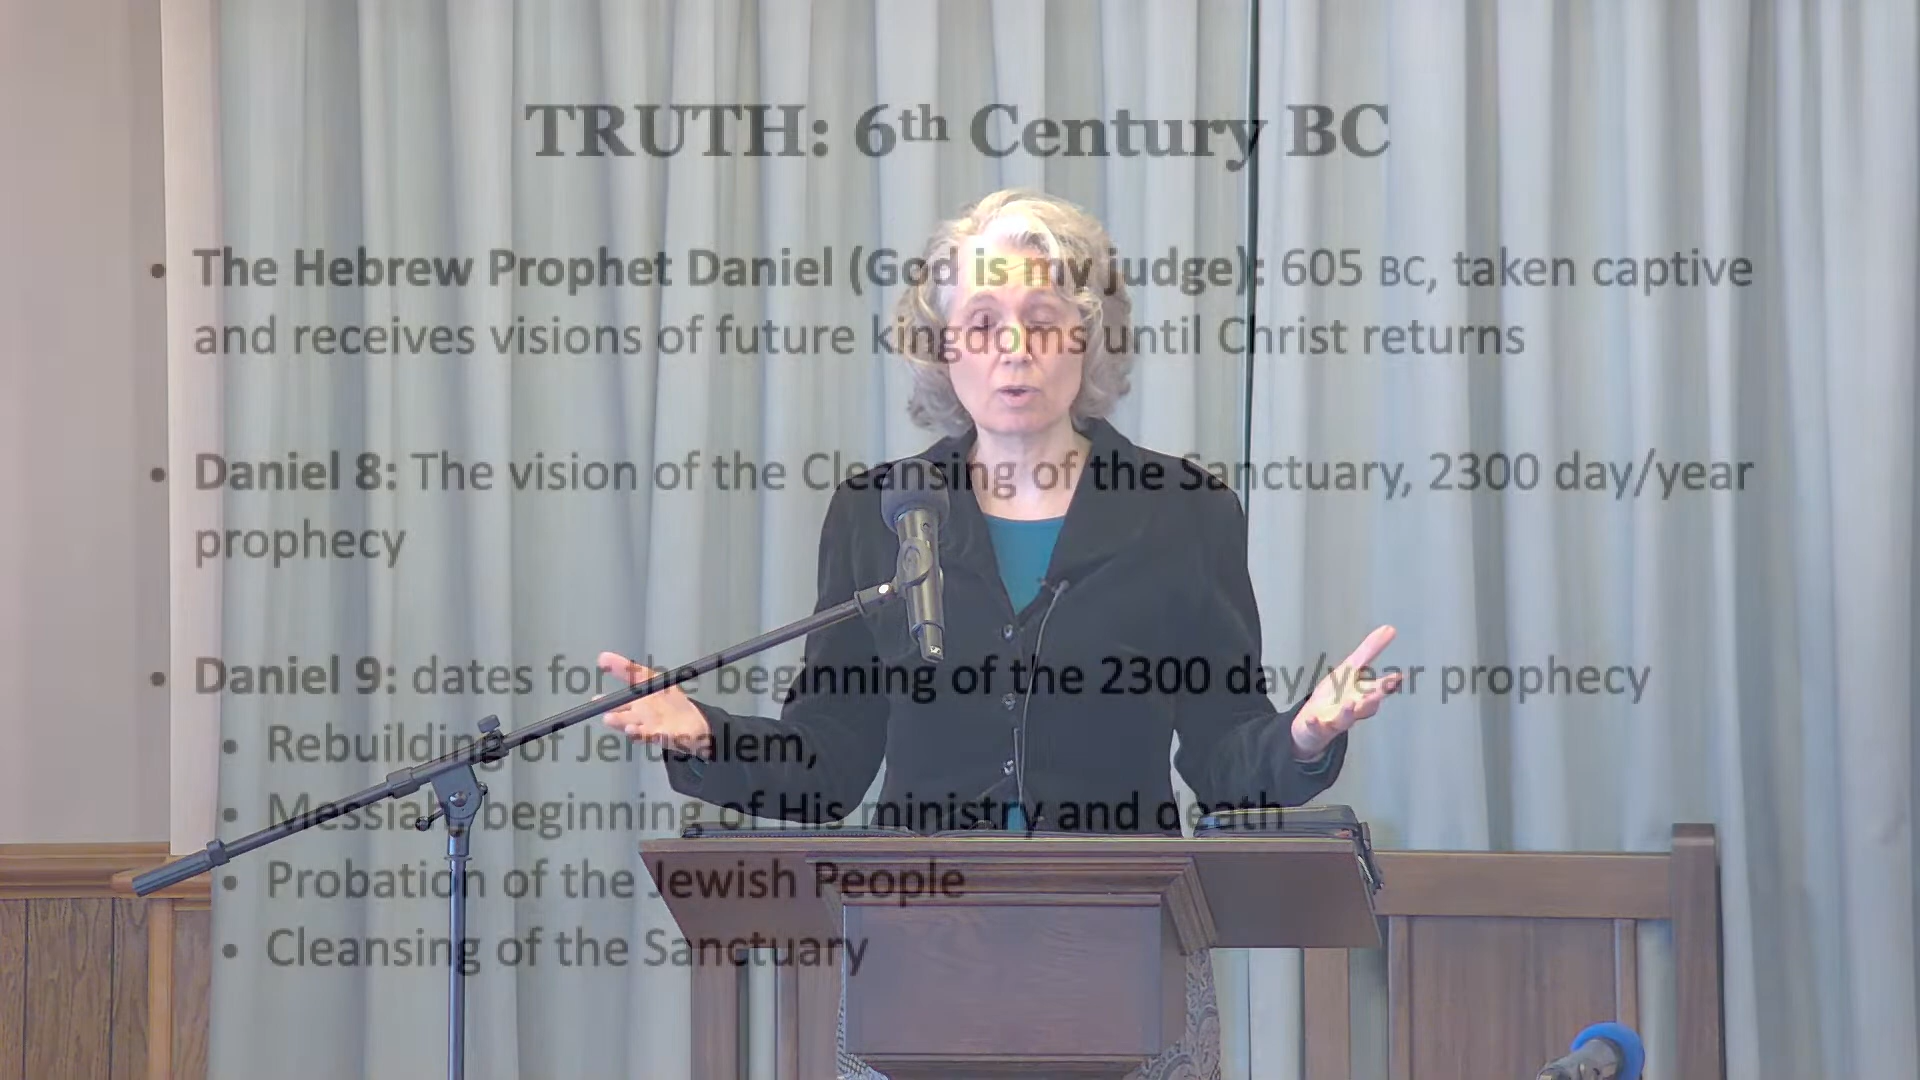 TRUTH: 6th Century BC
• The Hebrew Prophet Daniel (God is my judge): 605 BC, taken captive
and receives visions of future kingdoms until Christ returns
• Daniel 8: The vision of the Cleansing of the Sanctuary, 2300 day/year
prophecy
• Daniel 9: dates for the beginning of the 2300 day/year prophecy
• Rebuilding of Jerusalem,
• Messiah, beginning of His ministry and death
• Probation of the Jewish People
• Cleansing of the Sanctuary